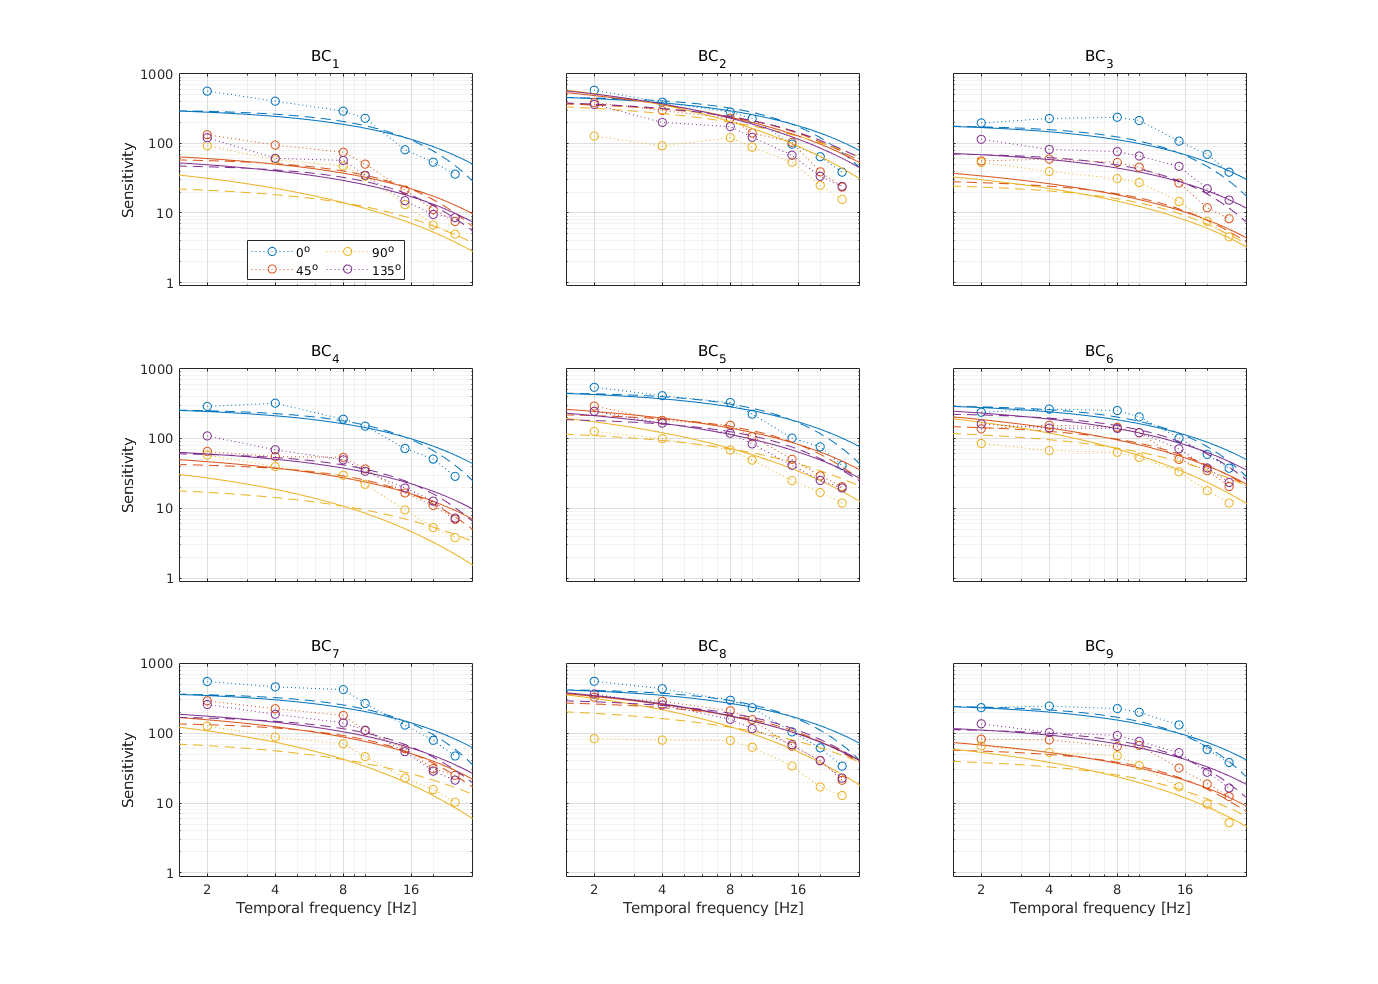 BC1 BC2 BC3
1000
100
10
1
Sensitivity
0o 90o
45o 135o
BC4 BC5 BC6
1000
100
10
1
Sensitivity
BC7 BC8 BC9
1000
100
10
1
Sensitivity
2 4 8 16 2 4 8 16 2 4 8 16
Temporal frequency [Hz] Temporal frequency [Hz] Temporal frequency [Hz]